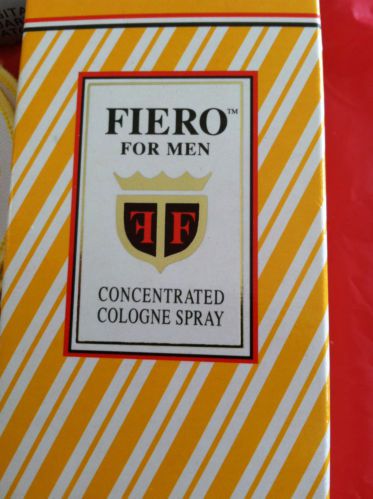 FIERO™
FOR MEN
FF
CONCENTRATED
COLOGNE SPRAY